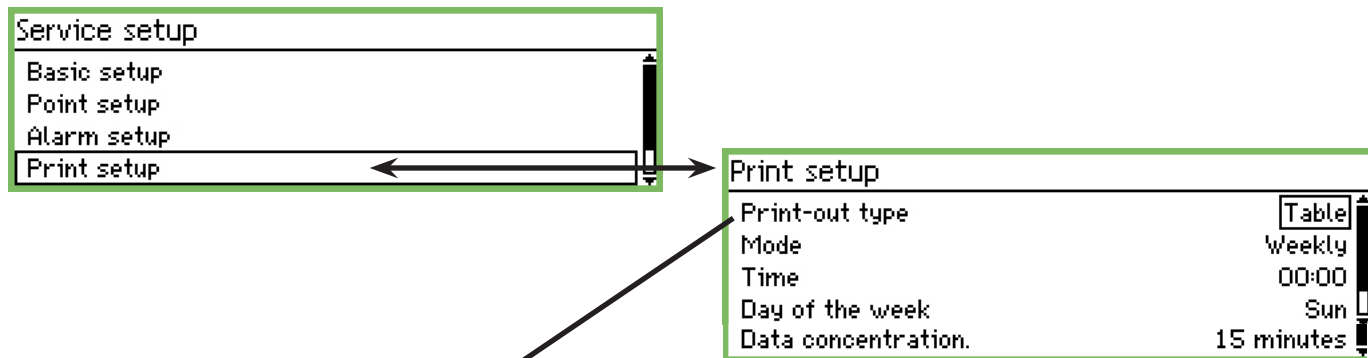 Service setup
Basic setup
Point setup
Alarm setup
Print setup
Print setup
Print-out type Table
Mode Weekly
Time 00:00
Day of the week Sun
Data concentration. 15 minutes